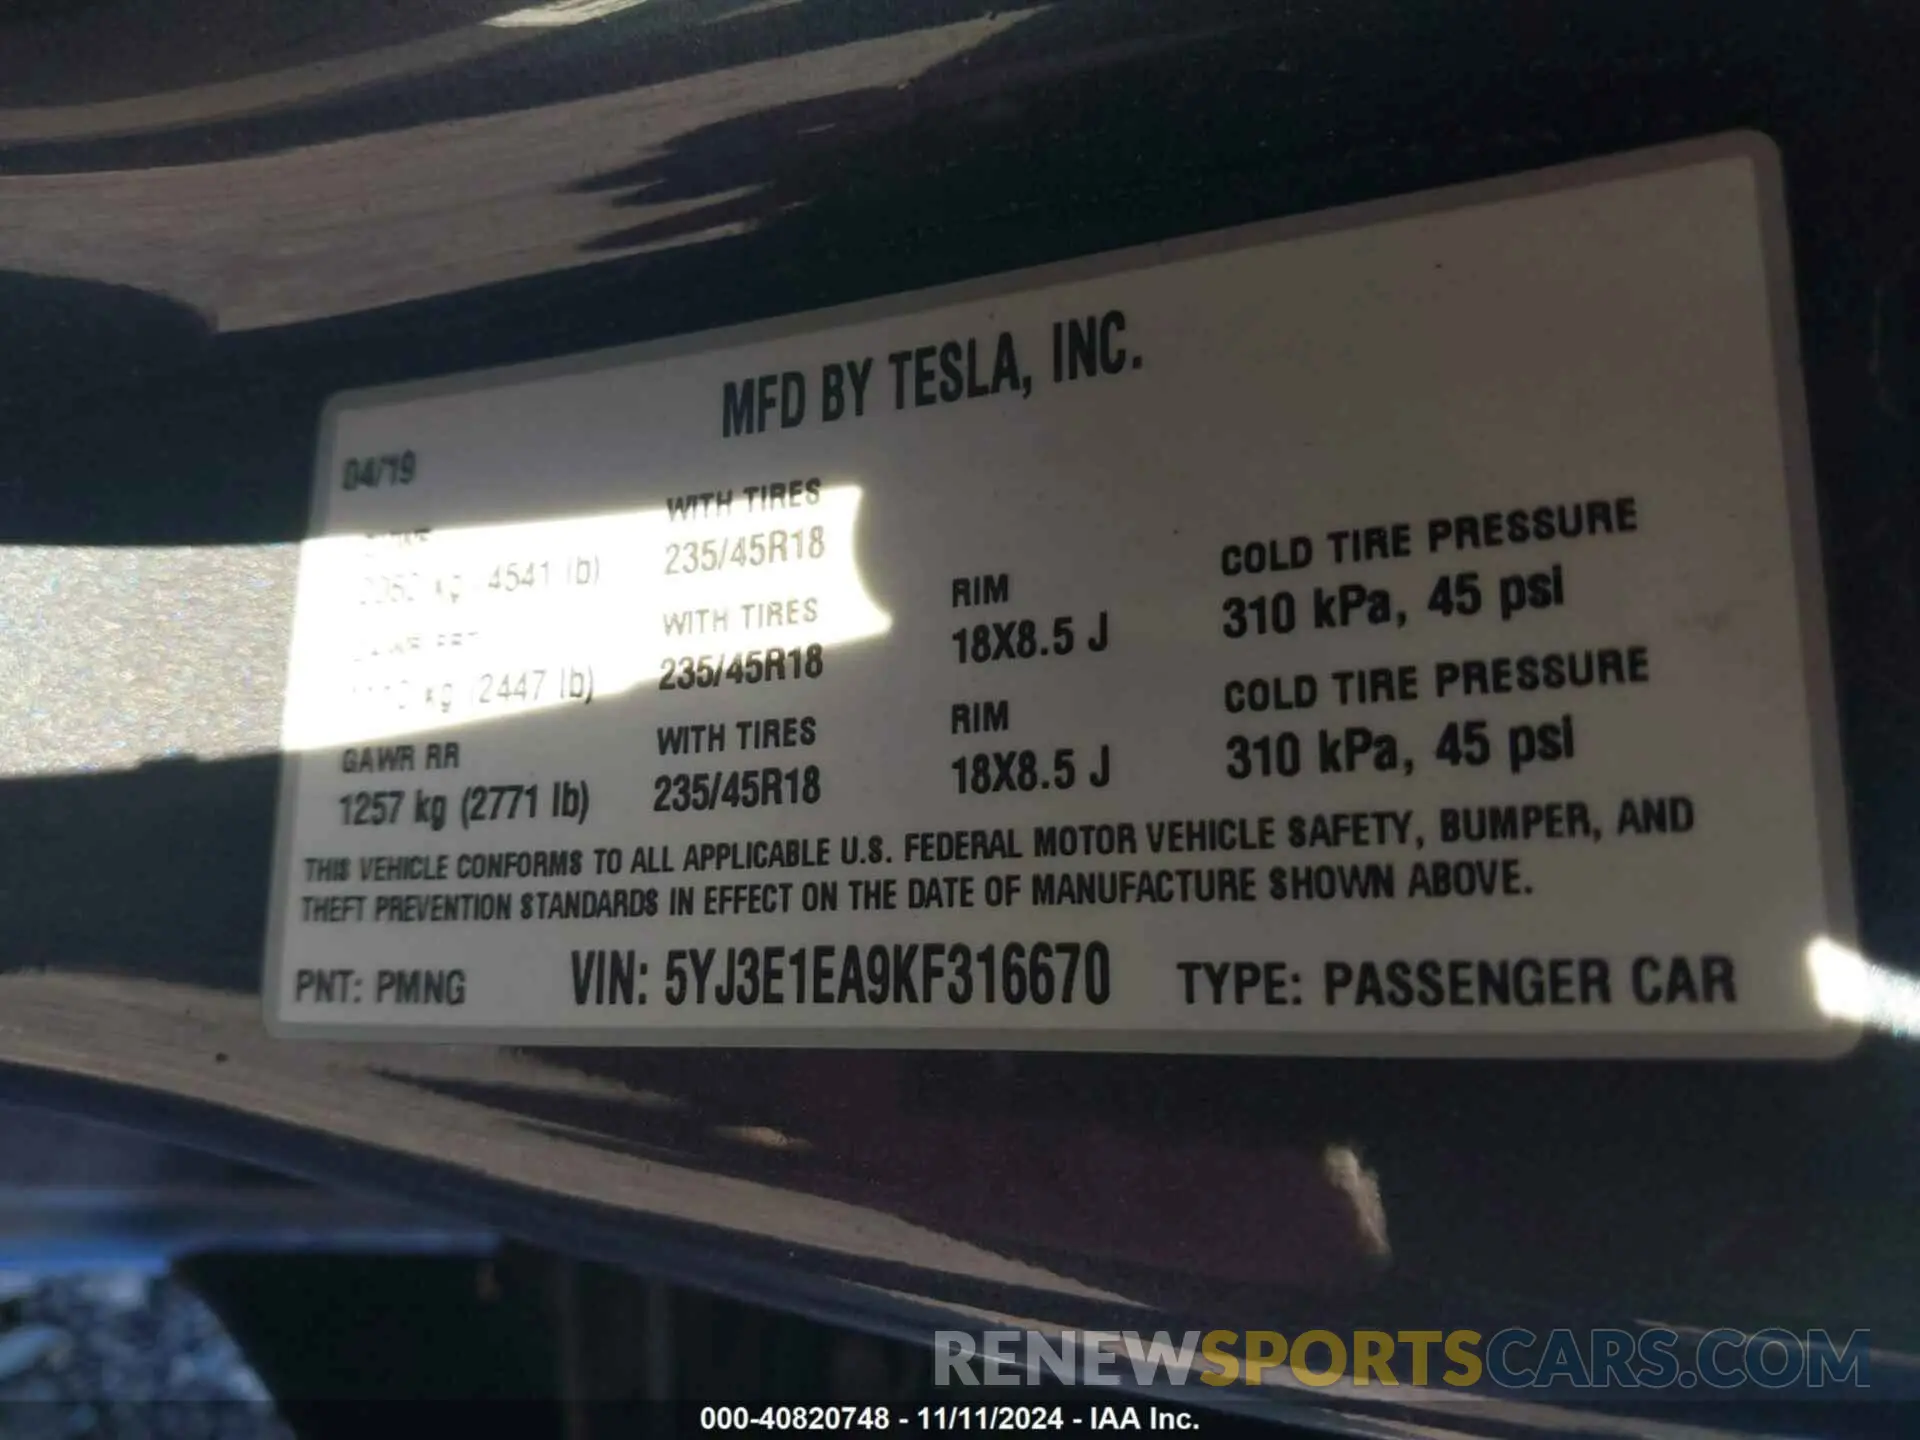 MFD BY TESLA, INC.
04/19
WITH TIRES
4541 lb) 235/45R18
WITH TIRES RIM COLD TIRE PRESSURE
kg (2447 lb) 235/45R18 18X8.5 J 310 kPa, 45 psi
GAWR RR WITH TIRES RIM COLD TIRE PRESSURE
1257 kg (2771 lb) 235/45R18 18X8.5 J 310 kPa, 45 psi
THIS VEHICLE CONFORMS TO ALL APPLICABLE U.S. FEDERAL MOTOR VEHICLE SAFETY, BUMPER, AND
THEFT PREVENTION STANDARDS IN EFFECT ON THE DATE OF MANUFACTURE SHOWN ABOVE.
PNT: PMNG VIN: 5YJ3E1EA9KF316670 TYPE: PASSENGER CAR
RENEWSPORTSCARS.COM
000-40820748 - 11/11/2024 - IAA Inc.